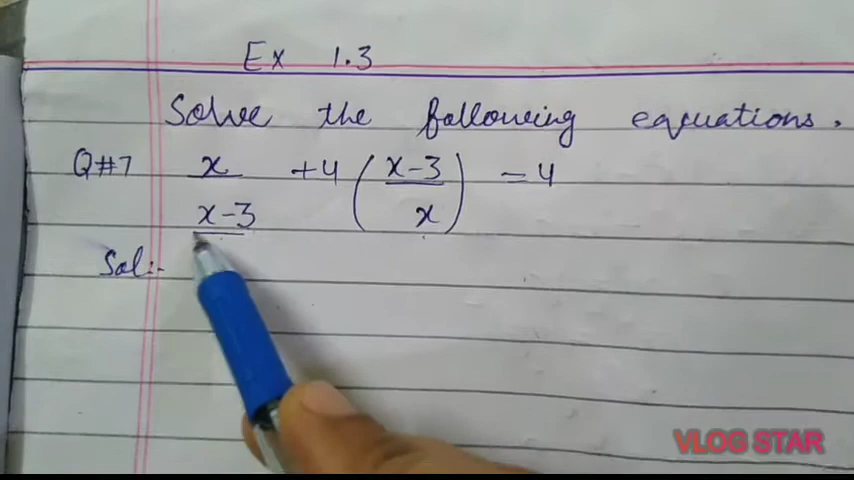 Ex 1.3
Solve the following equations.
Q#7 x/(x-3) +4 ((x-3)/x) = 4
Sol:-
VLOG STAR